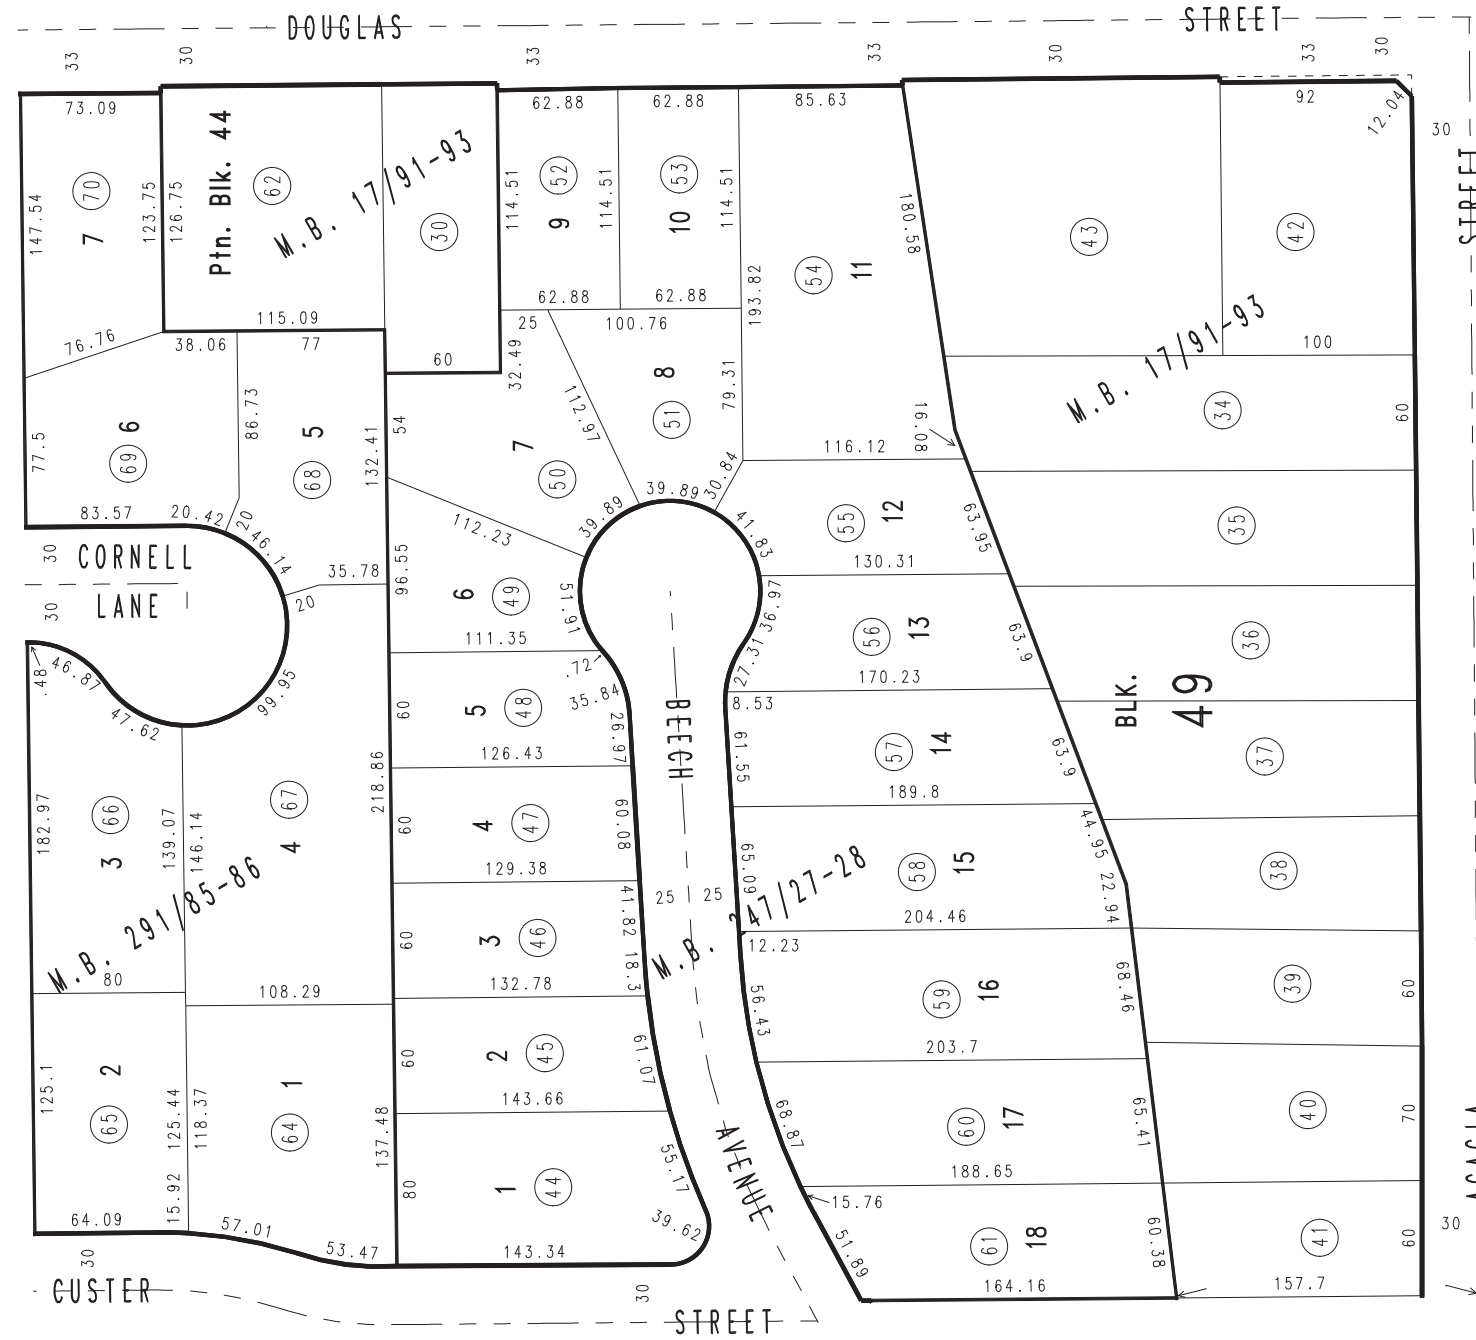 DOUGLAS STREET
33 30 33 33 30 33 30
73.09 62.88 62.88 85.63 92 12.04 30
Ptn. Blk. 44
M.B. 17/91-93
STREET
147.54 7 70 123.75 126.75 62 30 114.51 9 52 114.51 10 53 114.51 193.82 54 11 180.58 43 42
115.09 62.88 62.88
76.76 38.06 77 60 25 100.76 100
M.B. 17/91-93
32.49 112.97 8 51 79.31 16.08 34 60
77.5 6 69 86.73 5 68 132.41 54 7 50 116.12
83.57 20.42 20 46.14 112.23 39.89 39.89 30.84 41.83 55 12 63.95 35
30 CORNELL
130.31
35.78 96.55
30 LANE
20 6 49 51.91 36.97 56 13 63.9 36
111.35
.48 46.87 47.62 99.95 .72 35.84 27.31 170.23
8.53
BLK.
49
60 5 48 26.97 BEECH 61.55 57 14 63.9 37
126.43
189.8
182.97 66 3 139.07 146.14 67 4 218.86 60 4 47 60.08 65.09 58 15 44.95 22.94 38
129.38
M.B. 291/85-86
25 25
204.46
M.B. 47/27-28
12.23
80 108.29 60 3 46 41.82 18.3 56.43 59 16 68.46 39 60
132.78
203.7
125.1 2 65 125.44 118.37 1 64 137.48 60 2 45 61.07 68.87 60 17 65.41 40 70
143.66
ACACIA
188.65
15.92 80 1 44 55.17 39.62 AVENUE 15.76 51.89 61 18 60.38 41 60 30
64.09 57.01 53.47 143.34
164.16 157.7
30 30
CUSTER STREET